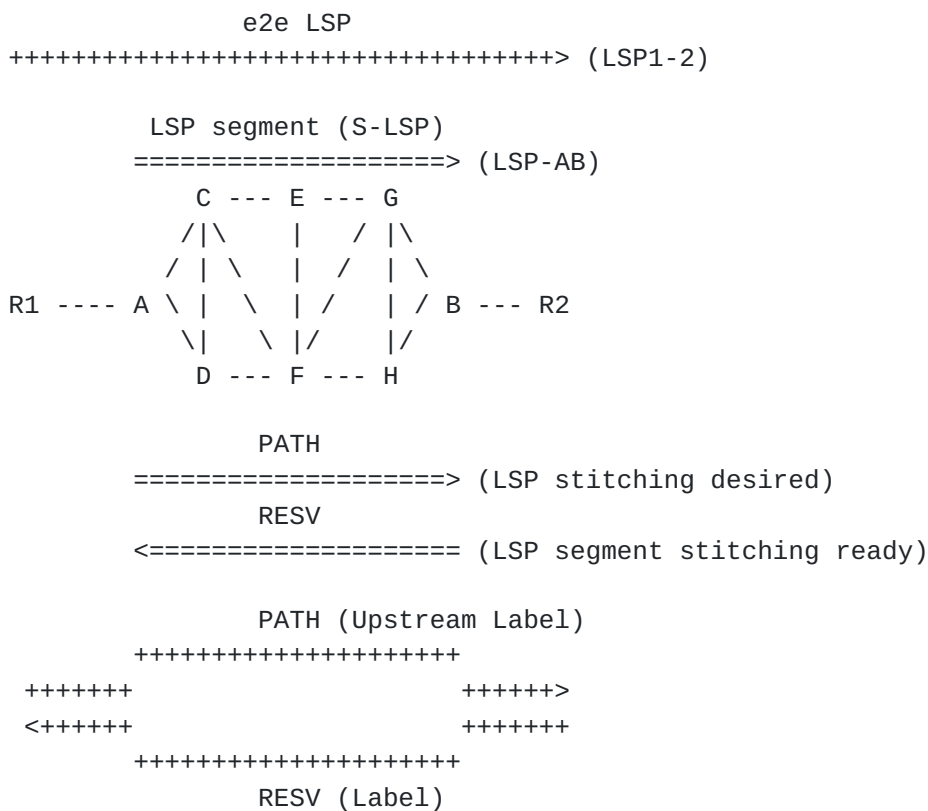 e2e LSP
++++++++++++++++++++++++++++++++++> (LSP1-2)

         LSP segment (S-LSP)
        ====================> (LSP-AB)
            C --- E --- G
           /|\    |   / |\
          / | \   |  /  | \
R1 ---- A \ |  \  | /   | / B --- R2
           \|   \ |/    |/
            D --- F --- H

                PATH
        ====================> (LSP stitching desired)
                RESV
        <==================== (LSP segment stitching ready)

                PATH (Upstream Label)
        +++++++++++++++++++++
 +++++++                     ++++++>
 <++++++                     +++++++
        +++++++++++++++++++++
                RESV (Label)